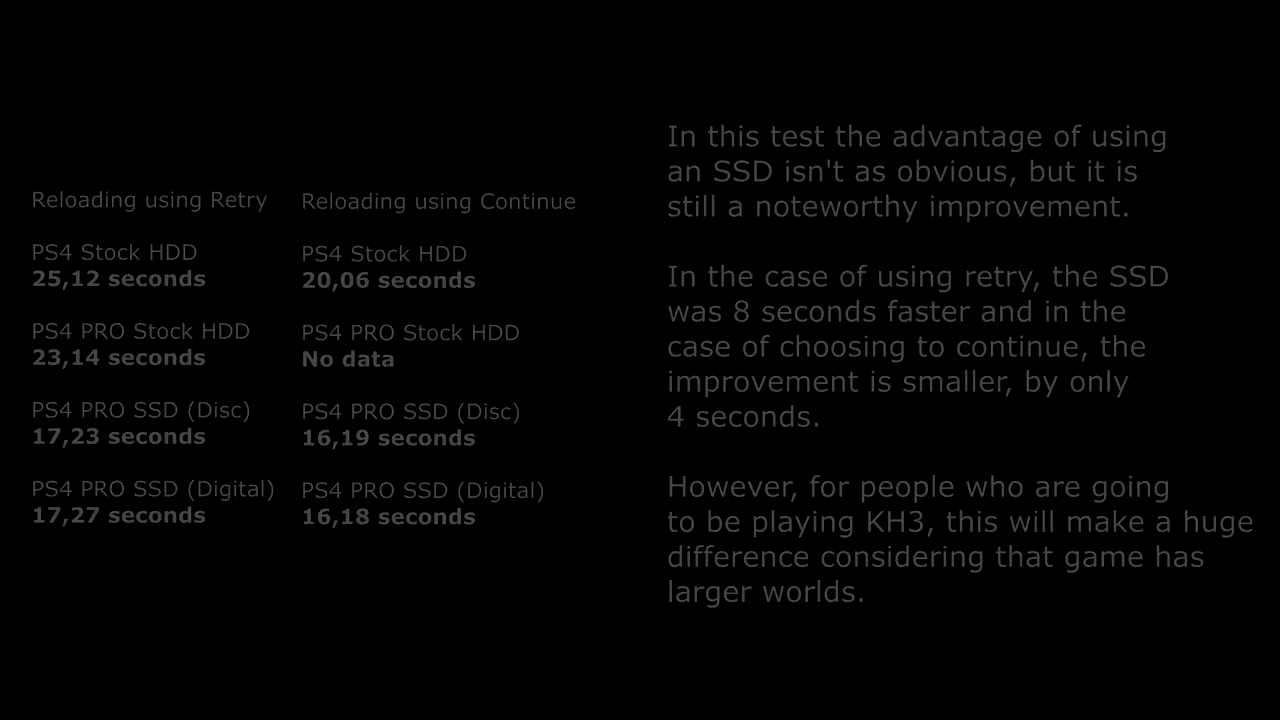 Reloading using Retry
PS4 Stock HDD
25,12 seconds
PS4 PRO Stock HDD
23,14 seconds
PS4 PRO SSD (Disc)
17,23 seconds
PS4 PRO SSD (Digital)
17,27 seconds
Reloading using Continue
PS4 Stock HDD
20,06 seconds
PS4 PRO Stock HDD
No data
PS4 PRO SSD (Disc)
16,19 seconds
PS4 PRO SSD (Digital)
16,18 seconds
In this test the advantage of using
an SSD isn't as obvious, but it is
still a noteworthy improvement.
In the case of using retry, the SSD
was 8 seconds faster and in the
case of choosing to continue, the
improvement is smaller, by only
4 seconds.
However, for people who are going
to be playing KH3, this will make a huge
difference considering that game has
larger worlds.